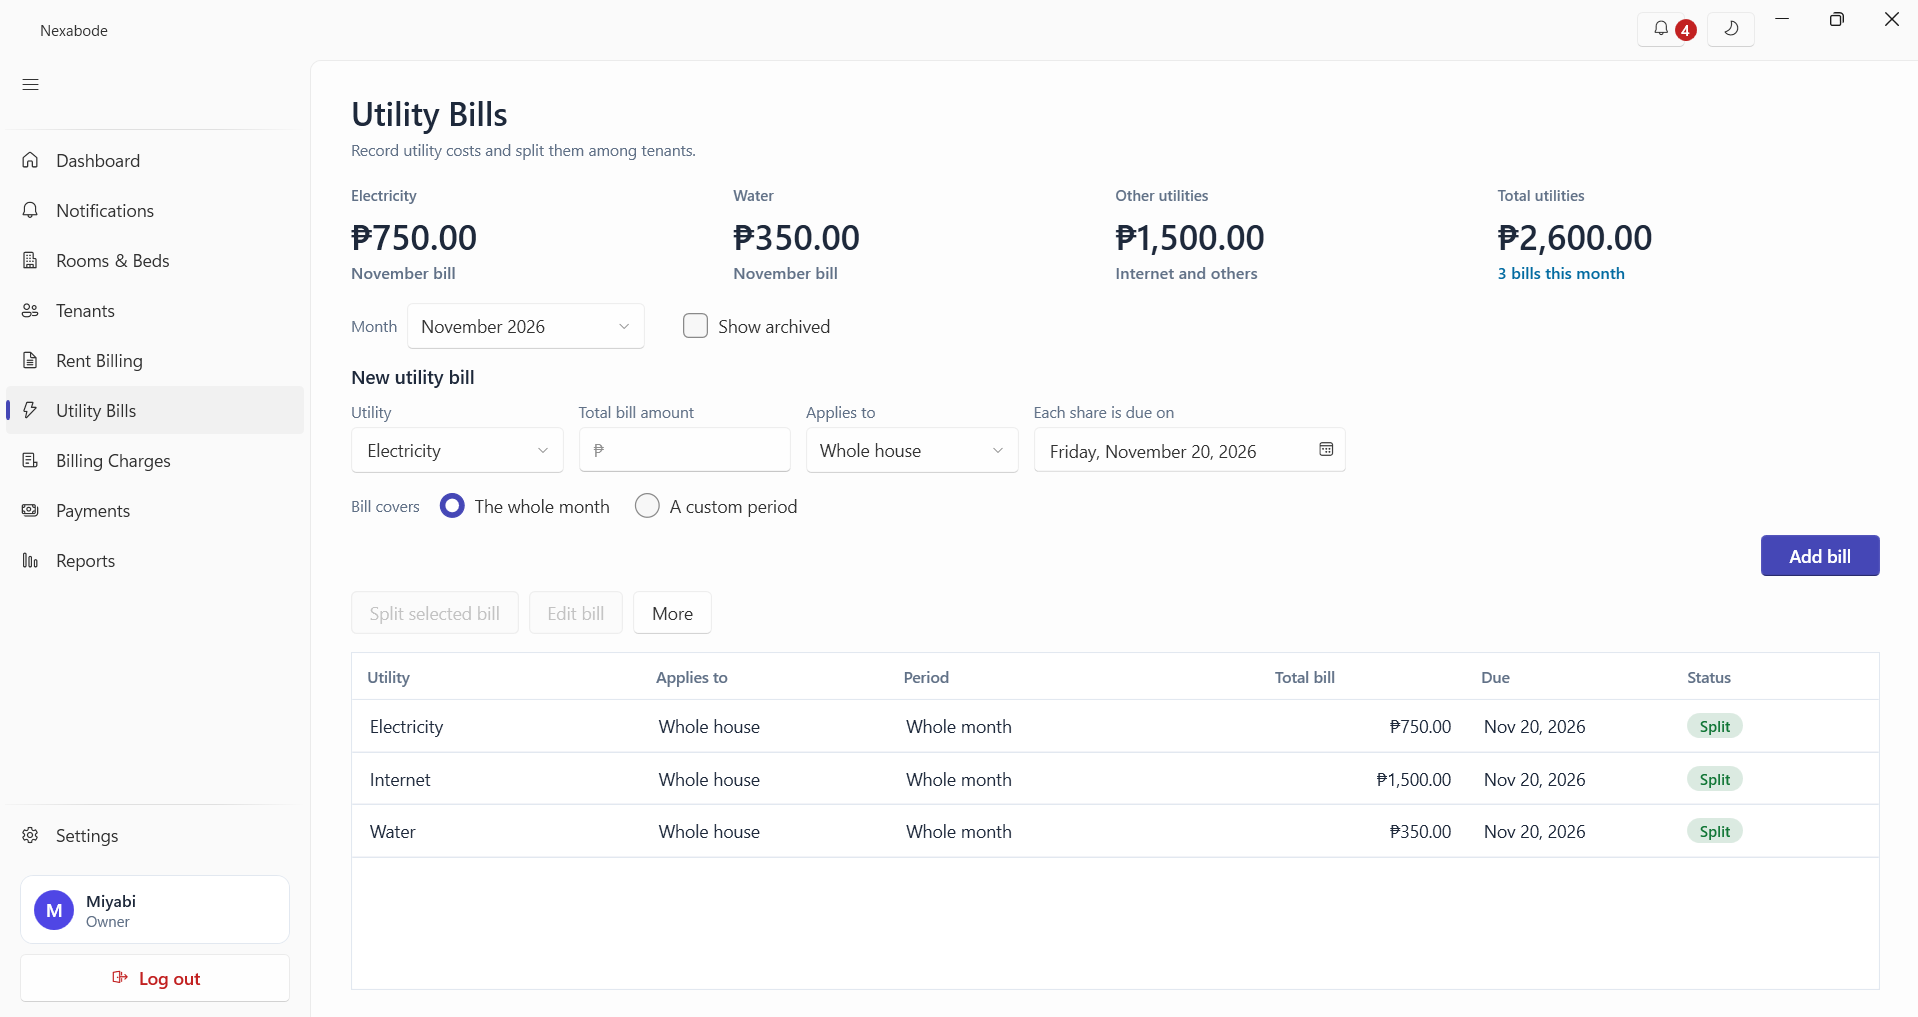 Nexabode
4
Dashboard
Notifications
Rooms & Beds
Tenants
Rent Billing
Utility Bills
Billing Charges
Payments
Reports
Settings
M
Miyabi
Owner
Log out
Utility Bills
Record utility costs and split them among tenants.
Electricity
₱750.00
November bill
Water
₱350.00
November bill
Other utilities
₱1,500.00
Internet and others
Total utilities
₱2,600.00
3 bills this month
Month November 2026 Show archived
New utility bill
Utility Total bill amount Applies to Each share is due on
Electricity ₱ Whole house Friday, November 20, 2026
Bill covers The whole month A custom period
Add bill
Split selected bill Edit bill More
Utility Applies to Period Total bill Due Status
Electricity Whole house Whole month ₱750.00 Nov 20, 2026 Split
Internet Whole house Whole month ₱1,500.00 Nov 20, 2026 Split
Water Whole house Whole month ₱350.00 Nov 20, 2026 Split